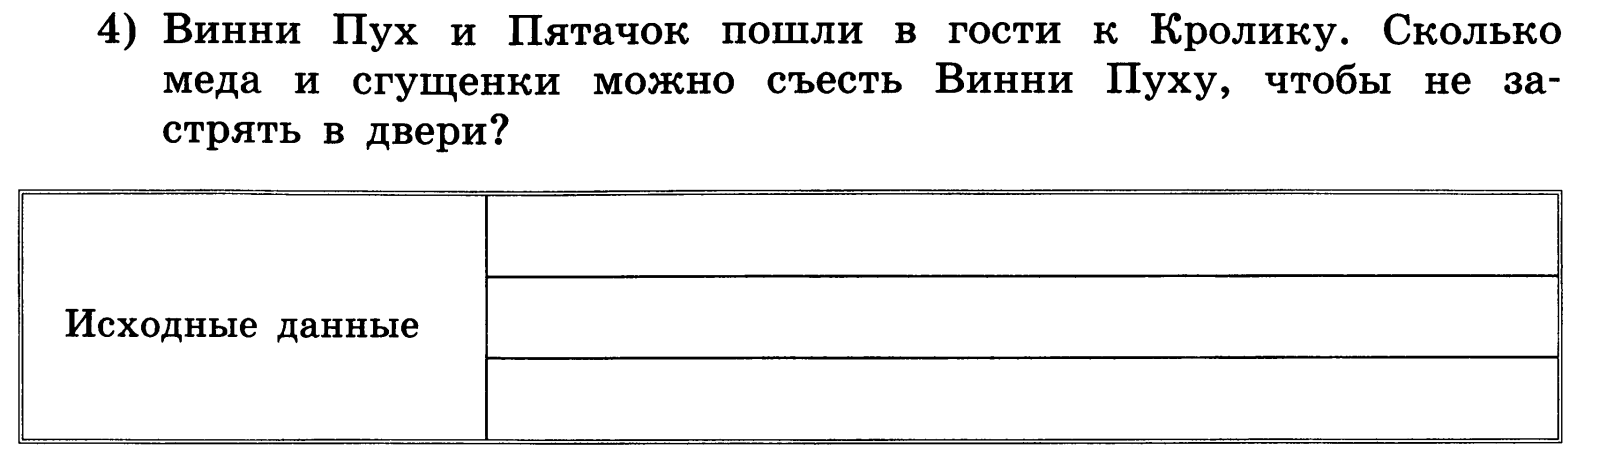 4) Винни Пух и Пятачок пошли в гости к Кролику. Сколько
меда и сгущенки можно съесть Винни Пуху, чтобы не за-
стрять в двери?
Исходные данные